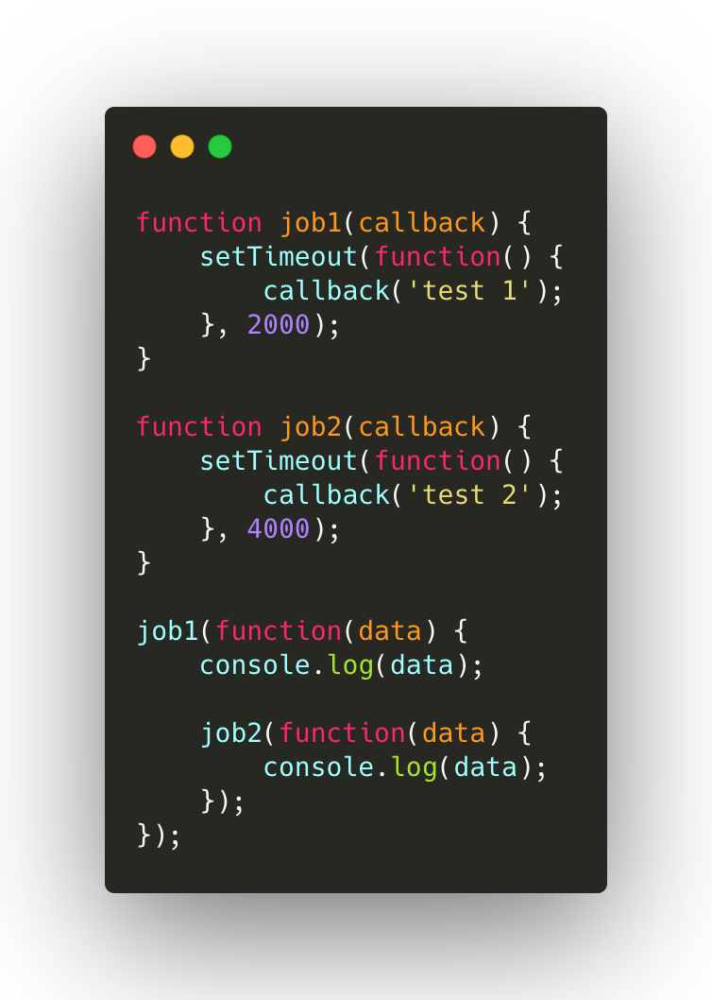 function job1(callback) {
    setTimeout(function() {
        callback('test 1');
    }, 2000);
}

function job2(callback) {
    setTimeout(function() {
        callback('test 2');
    }, 4000);
}

job1(function(data) {
    console.log(data);

    job2(function(data) {
        console.log(data);
    });
});